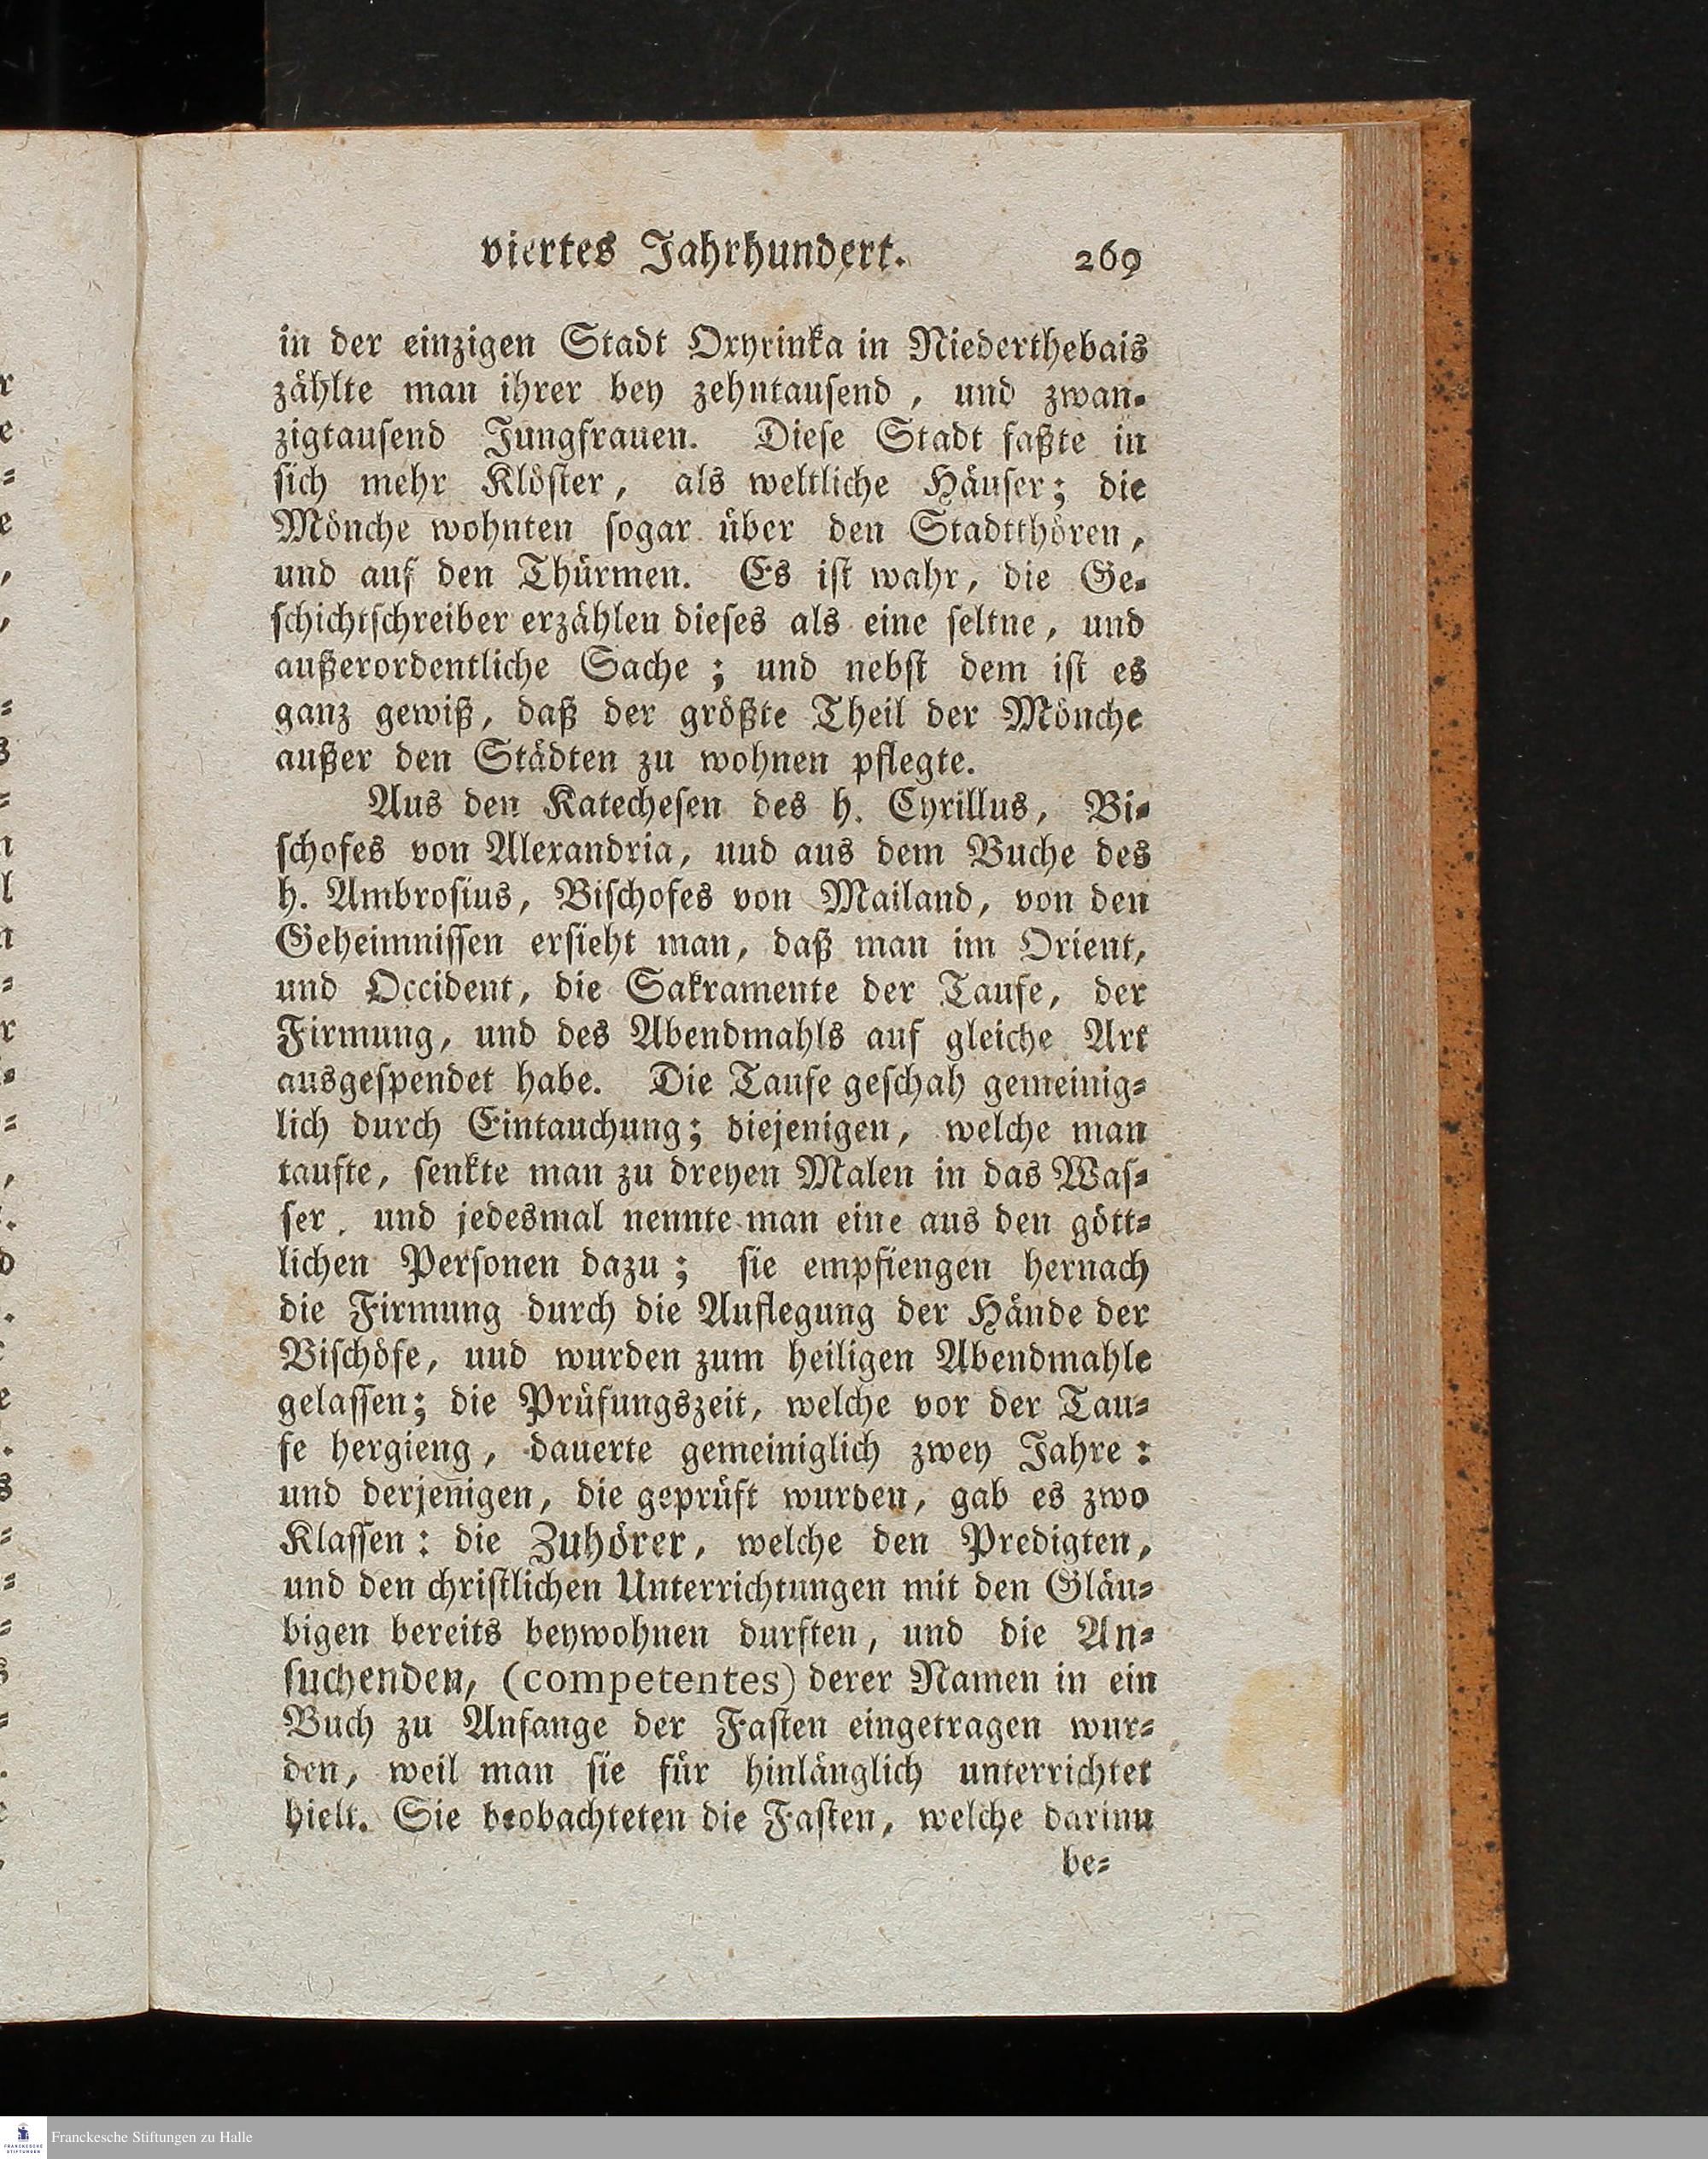 viertes Jahrhundert. 269
in der einzigen Stadt Oxyrinka in Niederthebais
zählte man ihrer bey zehntausend, und zwan-
zigtausend Jungfrauen. Diese Stadt faßte in
sich mehr Klöster, als weltliche Häuser; die
Mönche wohnten sogar über den Stadtthören,
und auf den Thürmen. Es ist wahr, die Ge-
schichtschreiber erzählen dieses als eine seltne, und
außerordentliche Sache; und nebst dem ist es
ganz gewiß, daß der größte Theil der Mönche
außer den Städten zu wohnen pflegte.
Aus den Katechesen des h. Cyrillus, Bi-
schofes von Alexandria, uud aus dem Buche des
h. Ambrosius, Bischofes von Mailand, von den
Geheimnissen ersieht man, daß man im Orient,
und Occident, die Sakramente der Taufe, der
Firmung, und des Abendmahls auf gleiche Art
ausgespendet habe. Die Taufe geschah gemeinig-
lich durch Eintauchung; diejenigen, welche man
taufte, senkte man zu dreyen Malen in das Was-
ser, und jedesmal nennte man eine aus den gött-
lichen Personen dazu; sie empfiengen hernach
die Firmung durch die Auflegung der Hände der
Bischöfe, uud wurden zum heiligen Abendmahle
gelassen; die Prüfungszeit, welche vor der Tau-
fe hergieng, dauerte gemeiniglich zwey Jahre:
und derjenigen, die geprüft wurden, gab es zwo
Klassen: die Zuhörer, welche den Predigten,
und den christlichen Unterrichtungen mit den Gläu-
bigen bereits beywohnen durften, und die An-
suchenden, (competentes) derer Namen in ein
Buch zu Anfange der Fasten eingetragen wur-
den, weil man sie für hinlänglich unterrichtet
hielt. Sie beobachteten die Fasten, welche darinn
be-
Franckesche Stiftungen zu Halle